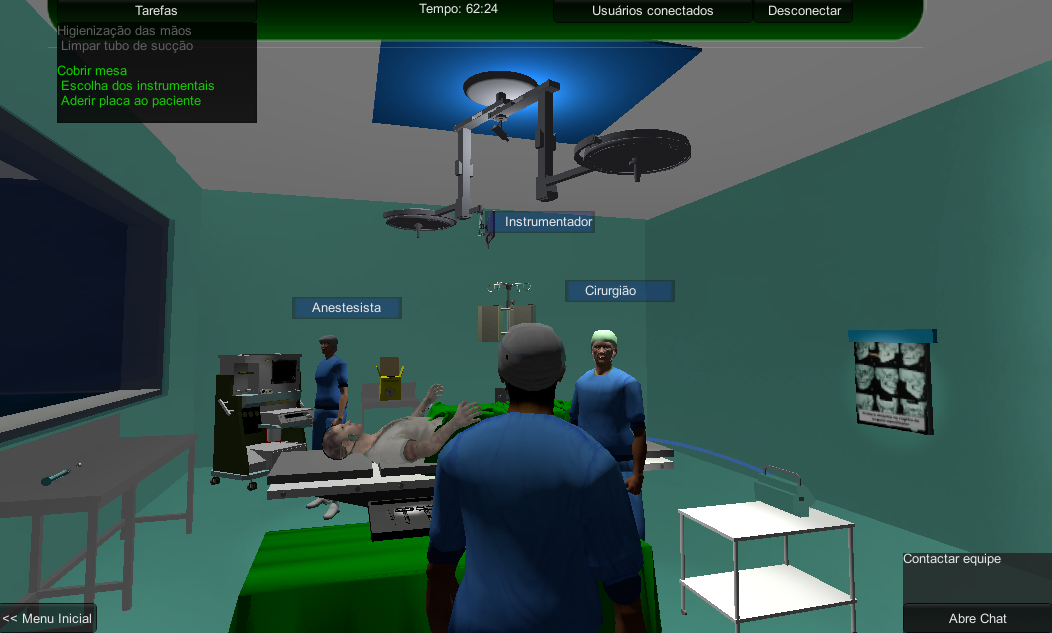 Tarefas
Tempo: 62:24
Usuários conectados
Desconectar
Higienização das mãos
Limpar tubo de sucção
Cobrir mesa
Escolha dos instrumentais
Aderir placa ao paciente
Instrumentador
Cirurgião
Anestesista
Contactar equipe
<< Menu Inicial
Abre Chat